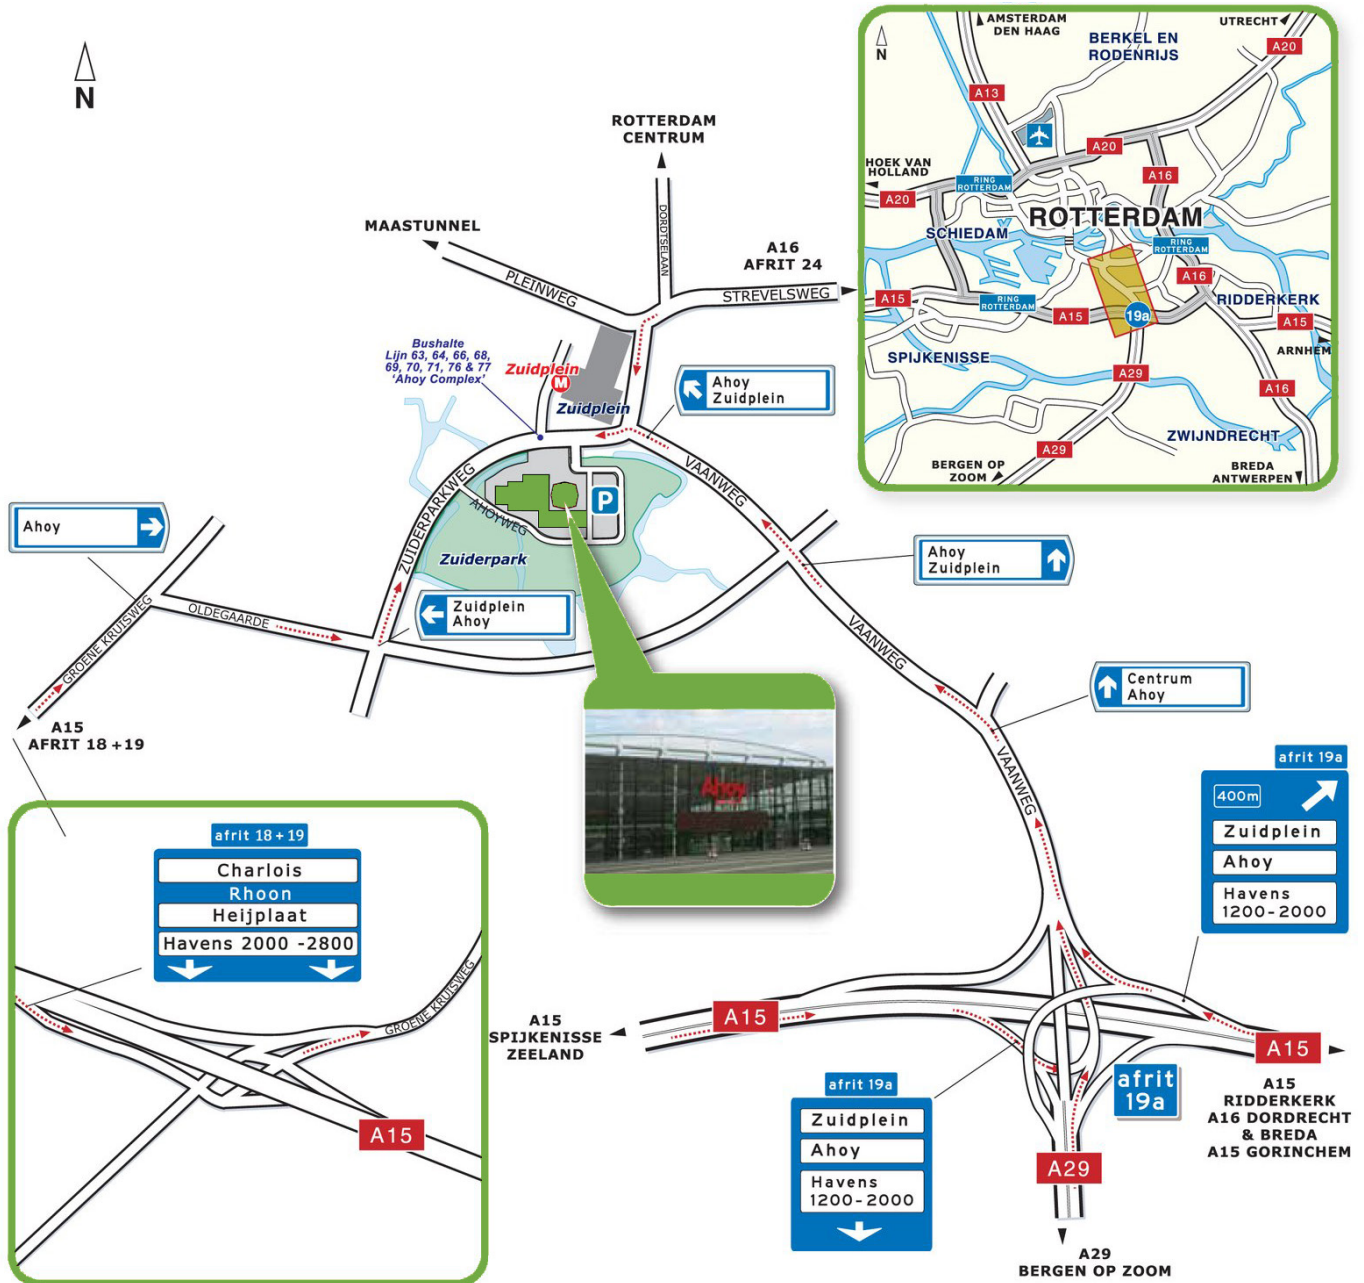 N
ROTTERDAM
CENTRUM
MAASTUNNEL
PLEINWEG
DORDTSELAAN
A16
AFRIT 24
STREVELSWEG
Bushalte
Lijn 63, 64, 66, 68,
69, 70, 71, 76 & 77
'Ahoy Complex'
Zuidplein
M
Zuidplein
Ahoy
Zuidplein
VAANWEG
ZUIDERPARKWEG
AHOYWEG
P
Zuiderpark
Ahoy
OLDEGAARDE
GROENE KRUISWEG
Zuidplein
Ahoy
A15
AFRIT 18 +19
Ahoy
Zuidplein
VAANWEG
Centrum
Ahoy
VAANWEG
Ahoy
afrit 19a
400m
Zuidplein
Ahoy
Havens
1200-2000
A15
SPIJKENISSE
ZEELAND
A15
A15
afrit
19a
A15
RIDDERKERK
A16 DORDRECHT
& BREDA
A15 GORINCHEM
afrit 19a
Zuidplein
Ahoy
Havens
1200-2000
A29
A29
BERGEN OP ZOOM
afrit 18 + 19
Charlois
Rhoon
Heijplaat
Havens 2000 -2800
GROENE KRUISWEG
A15
AMSTERDAM
DEN HAAG
UTRECHT
N
BERKEL EN
RODENRIJS
A20
A13
A20
HOEK VAN
HOLLAND
RING
ROTTERDAM
A16
A20
ROTTERDAM
SCHIEDAM
RING
ROTTERDAM
A16
A15
RING
ROTTERDAM
A15
19a
RIDDERKERK
A15
ARNHEM
SPIJKENISSE
A29
A16
ZWIJNDRECHT
A29
BERGEN OP
ZOOM
BREDA
ANTWERPEN